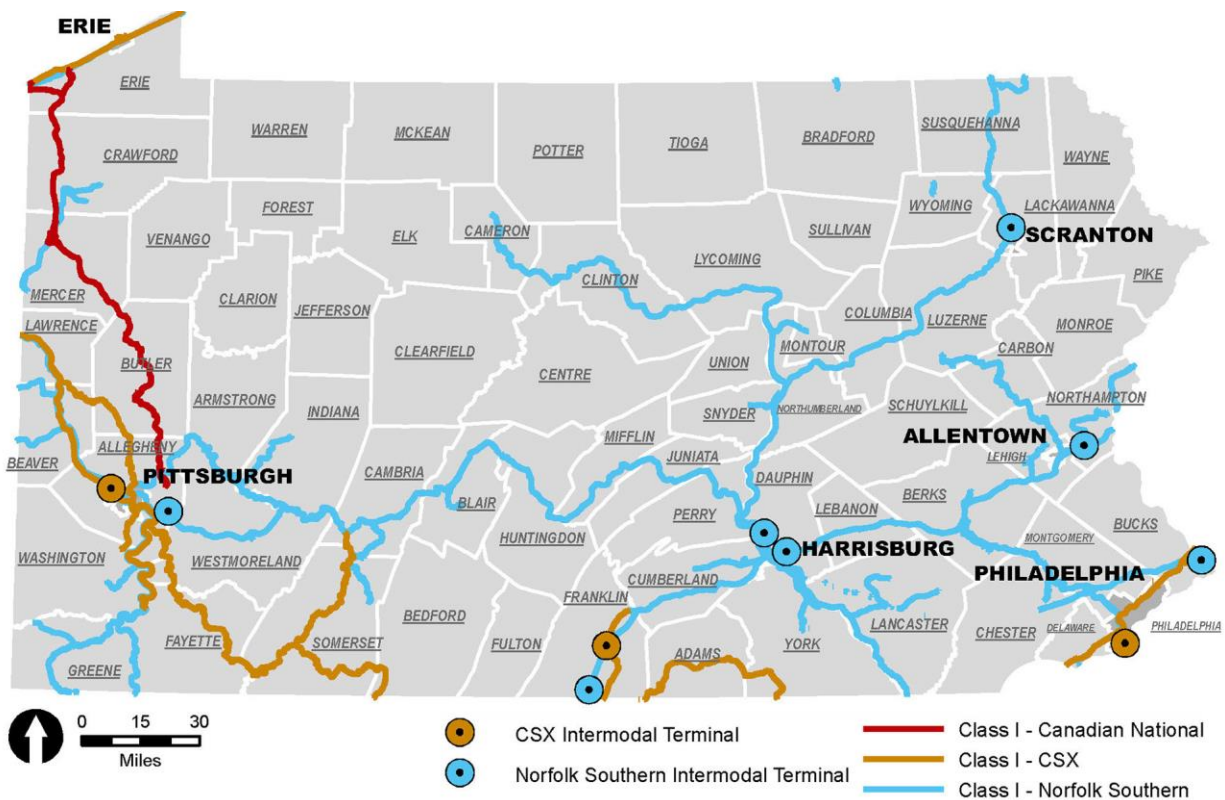 ERIE
ERIE
WARREN
MCKEAN
POTTER
TIOGA
BRADFORD
SUSQUEHANNA
WAYNE
CRAWFORD
FOREST
ELK
CAMERON
VENANGO
CLINTON
LYCOMING
SULLIVAN
WYOMING
LACKAWANNA
SCRANTON
PIKE
MERCER
CLARION
JEFFERSON
COLUMBIA
LUZERNE
MONROE
LAWRENCE
BUTLER
CLEARFIELD
CENTRE
UNION
MONTOUR
CARBON
ARMSTRONG
INDIANA
SNYDER
NORTHUMBERLAND
SCHUYLKILL
NORTHAMPTON
ALLENTOWN
LEHIGH
BEAVER
ALLEGHENY
PITTSBURGH
CAMBRIA
BLAIR
MIFFLIN
JUNIATA
DAUPHIN
LEBANON
BERKS
PERRY
HUNTINGDON
HARRISBURG
MONTGOMERY
BUCKS
WASHINGTON
WESTMORELAND
CUMBERLAND
PHILADELPHIA
FRANKLIN
BEDFORD
FULTON
FAYETTE
SOMERSET
GREENE
ADAMS
YORK
LANCASTER
CHESTER
DELAWARE
PHILADELPHIA
0 15 30
Miles
CSX Intermodal Terminal
Norfolk Southern Intermodal Terminal
Class I - Canadian National
Class I - CSX
Class I - Norfolk Southern